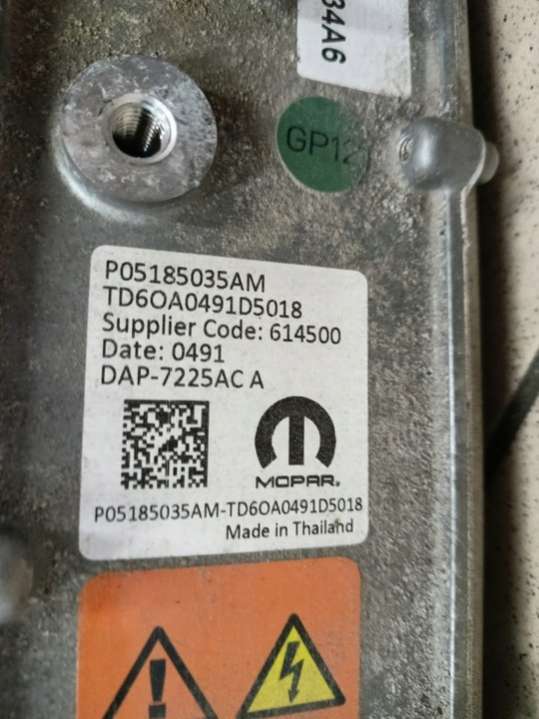 34A6
GP12
P05185035AM
TD6OA0491D5018
Supplier Code: 614500
Date: 0491
DAP-7225AC A
MOPAR®
P05185035AM-TD6OA0491D5018
Made in Thailand